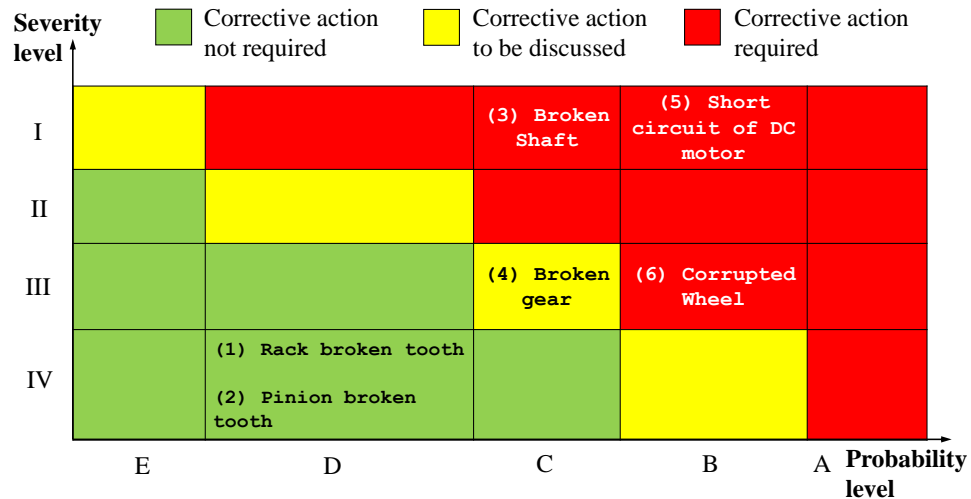 Severity
level
Corrective action
not required
Corrective action
to be discussed
Corrective action
required
I
(3) Broken
Shaft
(5) Short
circuit of DC
motor
II
III
(4) Broken
gear
(6) Corrupted
Wheel
IV
(1) Rack broken tooth
(2) Pinion broken
tooth
E
D
C
B
A
Probability
level